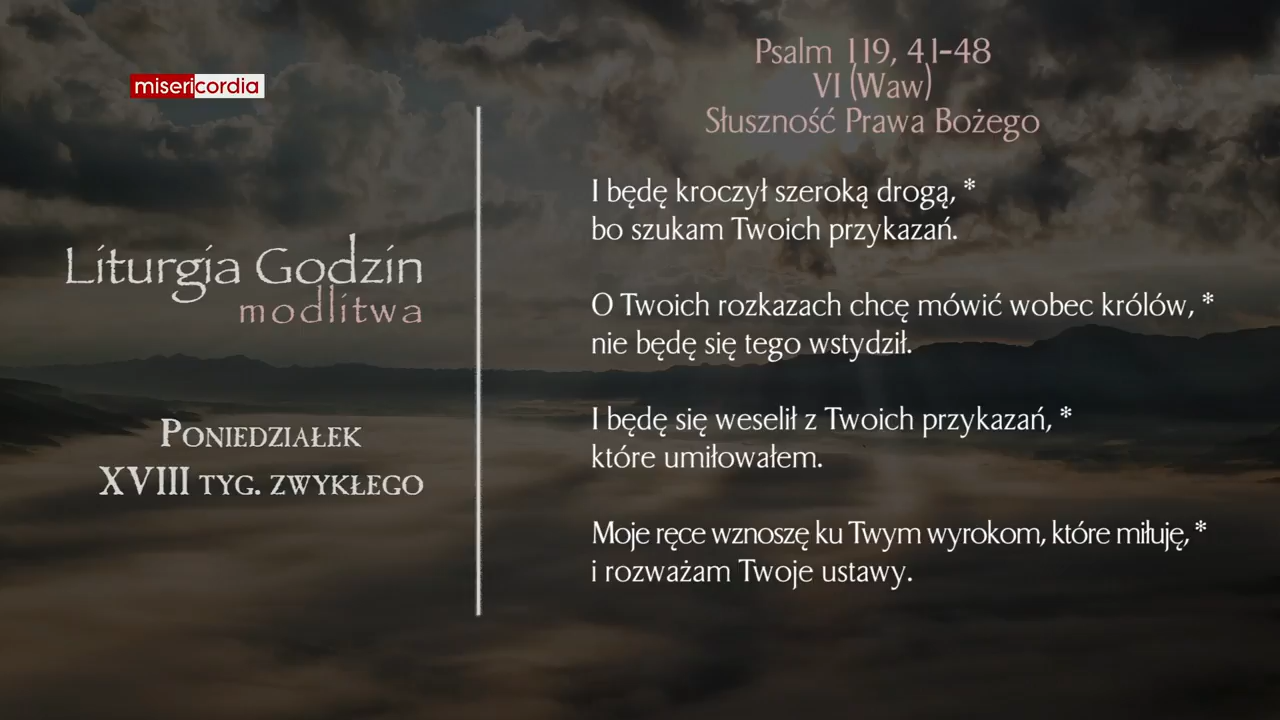 misericordia
Liturgia Godzin
modlitwa
Poniedziałek
XVIII tyg. zwykłego
Psalm 119, 41-48
VI (Waw)
Słuszność Prawa Bożego
I będę kroczył szeroką drogą, *
bo szukam Twoich przykazań.
O Twoich rozkazach chcę mówić wobec królów, *
nie będę się tego wstydził.
I będę się weselił z Twoich przykazań, *
które umiłowałem.
Moje ręce wznoszę ku Twym wyrokom, które miłuję, *
i rozważam Twoje ustawy.